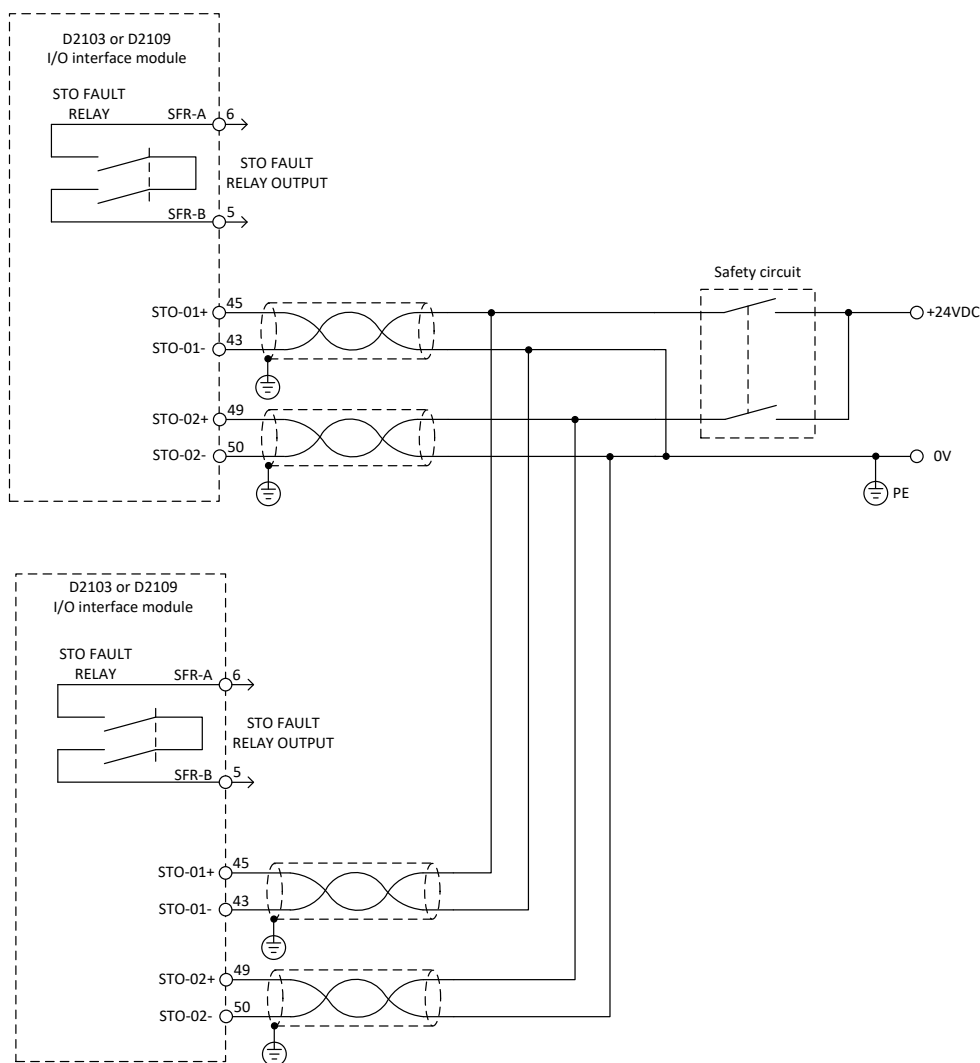 D2103 or D2109
I/O interface module
STO FAULT
RELAY
SFR-A
6
STO FAULT
RELAY OUTPUT
SFR-B
5
Safety circuit
STO-01+
45
+24VDC
STO-01-
43
STO-02+
49
STO-02-
50
0V
PE
D2103 or D2109
I/O interface module
STO FAULT
RELAY
SFR-A
6
STO FAULT
RELAY OUTPUT
SFR-B
5
STO-01+
45
STO-01-
43
STO-02+
49
STO-02-
50